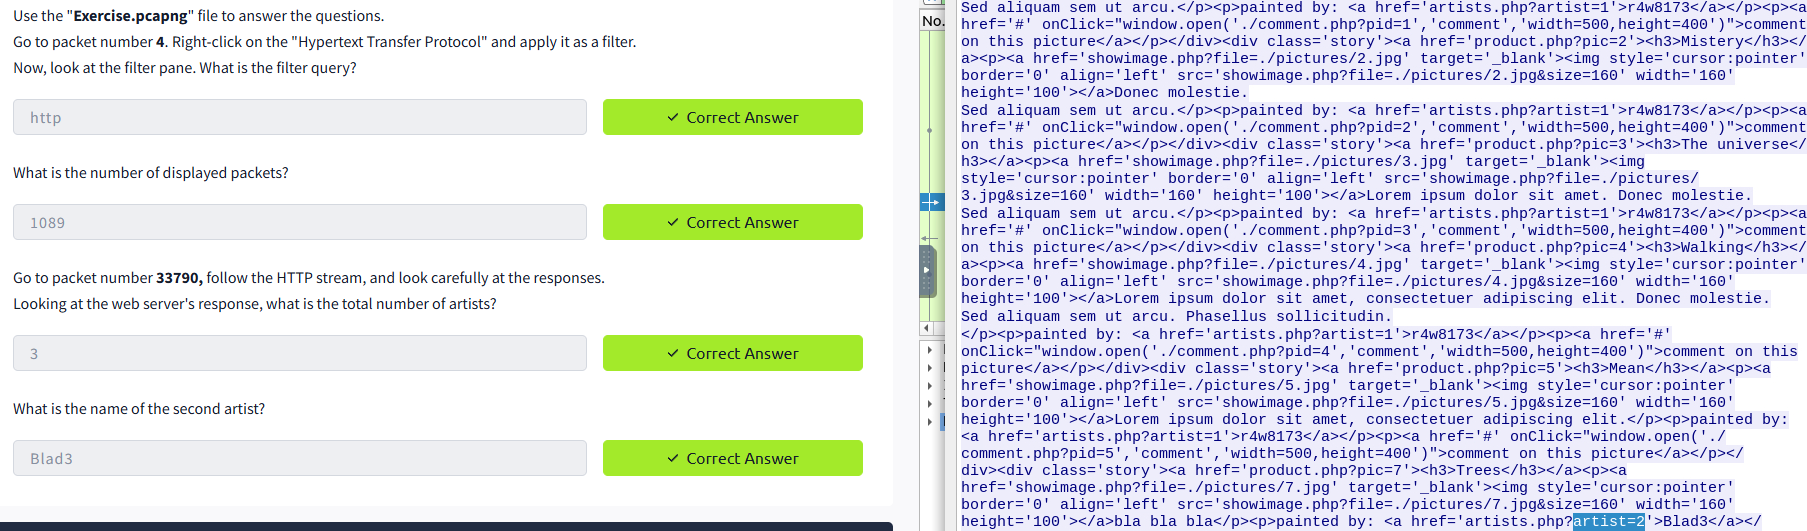 Use the "Exercise.pcapng" file to answer the questions.
Go to packet number 4. Right-click on the "Hypertext Transfer Protocol" and apply it as a filter.
Now, look at the filter pane. What is the filter query?
http
✓ Correct Answer
What is the number of displayed packets?
1089
✓ Correct Answer
Go to packet number 33790, follow the HTTP stream, and look carefully at the responses.
Looking at the web server's response, what is the total number of artists?
3
✓ Correct Answer
What is the name of the second artist?
Blad3
✓ Correct Answer
No.
Sed aliquam sem ut arcu.</p><p>painted by: <a href='artists.php?artist=1'>r4w8173</a></p><p><a
href='#' onClick="window.open('./comment.php?pid=1','comment','width=500,height=400')">comment
on this picture</a></p></div><div class='story'><a href='product.php?pic=2'><h3>Mistery</h3></
a><p><a href='showimage.php?file=./pictures/2.jpg' target='_blank'><img style='cursor:pointer'
border='0' align='left' src='showimage.php?file=./pictures/2.jpg&size=160' width='160'
height='100'></a>Donec molestie.
Sed aliquam sem ut arcu.</p><p>painted by: <a href='artists.php?artist=1'>r4w8173</a></p><p><a
href='#' onClick="window.open('./comment.php?pid=2','comment','width=500,height=400')">comment
on this picture</a></p></div><div class='story'><a href='product.php?pic=3'><h3>The universe</
h3></a><p><a href='showimage.php?file=./pictures/3.jpg' target='_blank'><img
style='cursor:pointer' border='0' align='left' src='showimage.php?file=./pictures/
3.jpg&size=160' width='160' height='100'></a>Lorem ipsum dolor sit amet. Donec molestie.
Sed aliquam sem ut arcu.</p><p>painted by: <a href='artists.php?artist=1'>r4w8173</a></p><p><a
href='#' onClick="window.open('./comment.php?pid=3','comment','width=500,height=400')">comment
on this picture</a></p></div><div class='story'><a href='product.php?pic=4'><h3>Walking</h3></
a><p><a href='showimage.php?file=./pictures/4.jpg' target='_blank'><img style='cursor:pointer'
border='0' align='left' src='showimage.php?file=./pictures/4.jpg&size=160' width='160'
height='100'></a>Lorem ipsum dolor sit amet, consectetuer adipiscing elit. Donec molestie.
Sed aliquam sem ut arcu. Phasellus sollicitudin.
</p><p>painted by: <a href='artists.php?artist=1'>r4w8173</a></p><p><a href='#'
onClick="window.open('./comment.php?pid=4','comment','width=500,height=400')">comment on this
picture</a></p></div><div class='story'><a href='product.php?pic=5'><h3>Mean</h3></a><p><a
href='showimage.php?file=./pictures/5.jpg' target='_blank'><img style='cursor:pointer'
border='0' align='left' src='showimage.php?file=./pictures/5.jpg&size=160' width='160'
height='100'></a>Lorem ipsum dolor sit amet, consectetuer adipiscing elit.</p><p>painted by:
<a href='artists.php?artist=1'>r4w8173</a></p><p><a href='#' onClick="window.open('./
comment.php?pid=5','comment','width=500,height=400')">comment on this picture</a></p></
div><div class='story'><a href='product.php?pic=7'><h3>Trees</h3></a><p><a
href='showimage.php?file=./pictures/7.jpg' target='_blank'><img style='cursor:pointer'
border='0' align='left' src='showimage.php?file=./pictures/7.jpg&size=160' width='160'
height='100'></a>bla bla bla</p><p>painted by: <a href='artists.php?artist=2'>Blad3</a></